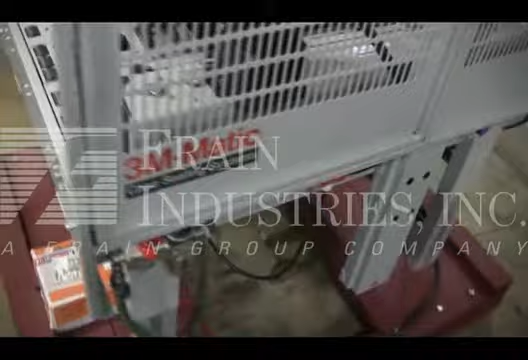 FRAIN
3M-Matic
INDUSTRIES, INC.
A FRAIN GROUP COMPANY